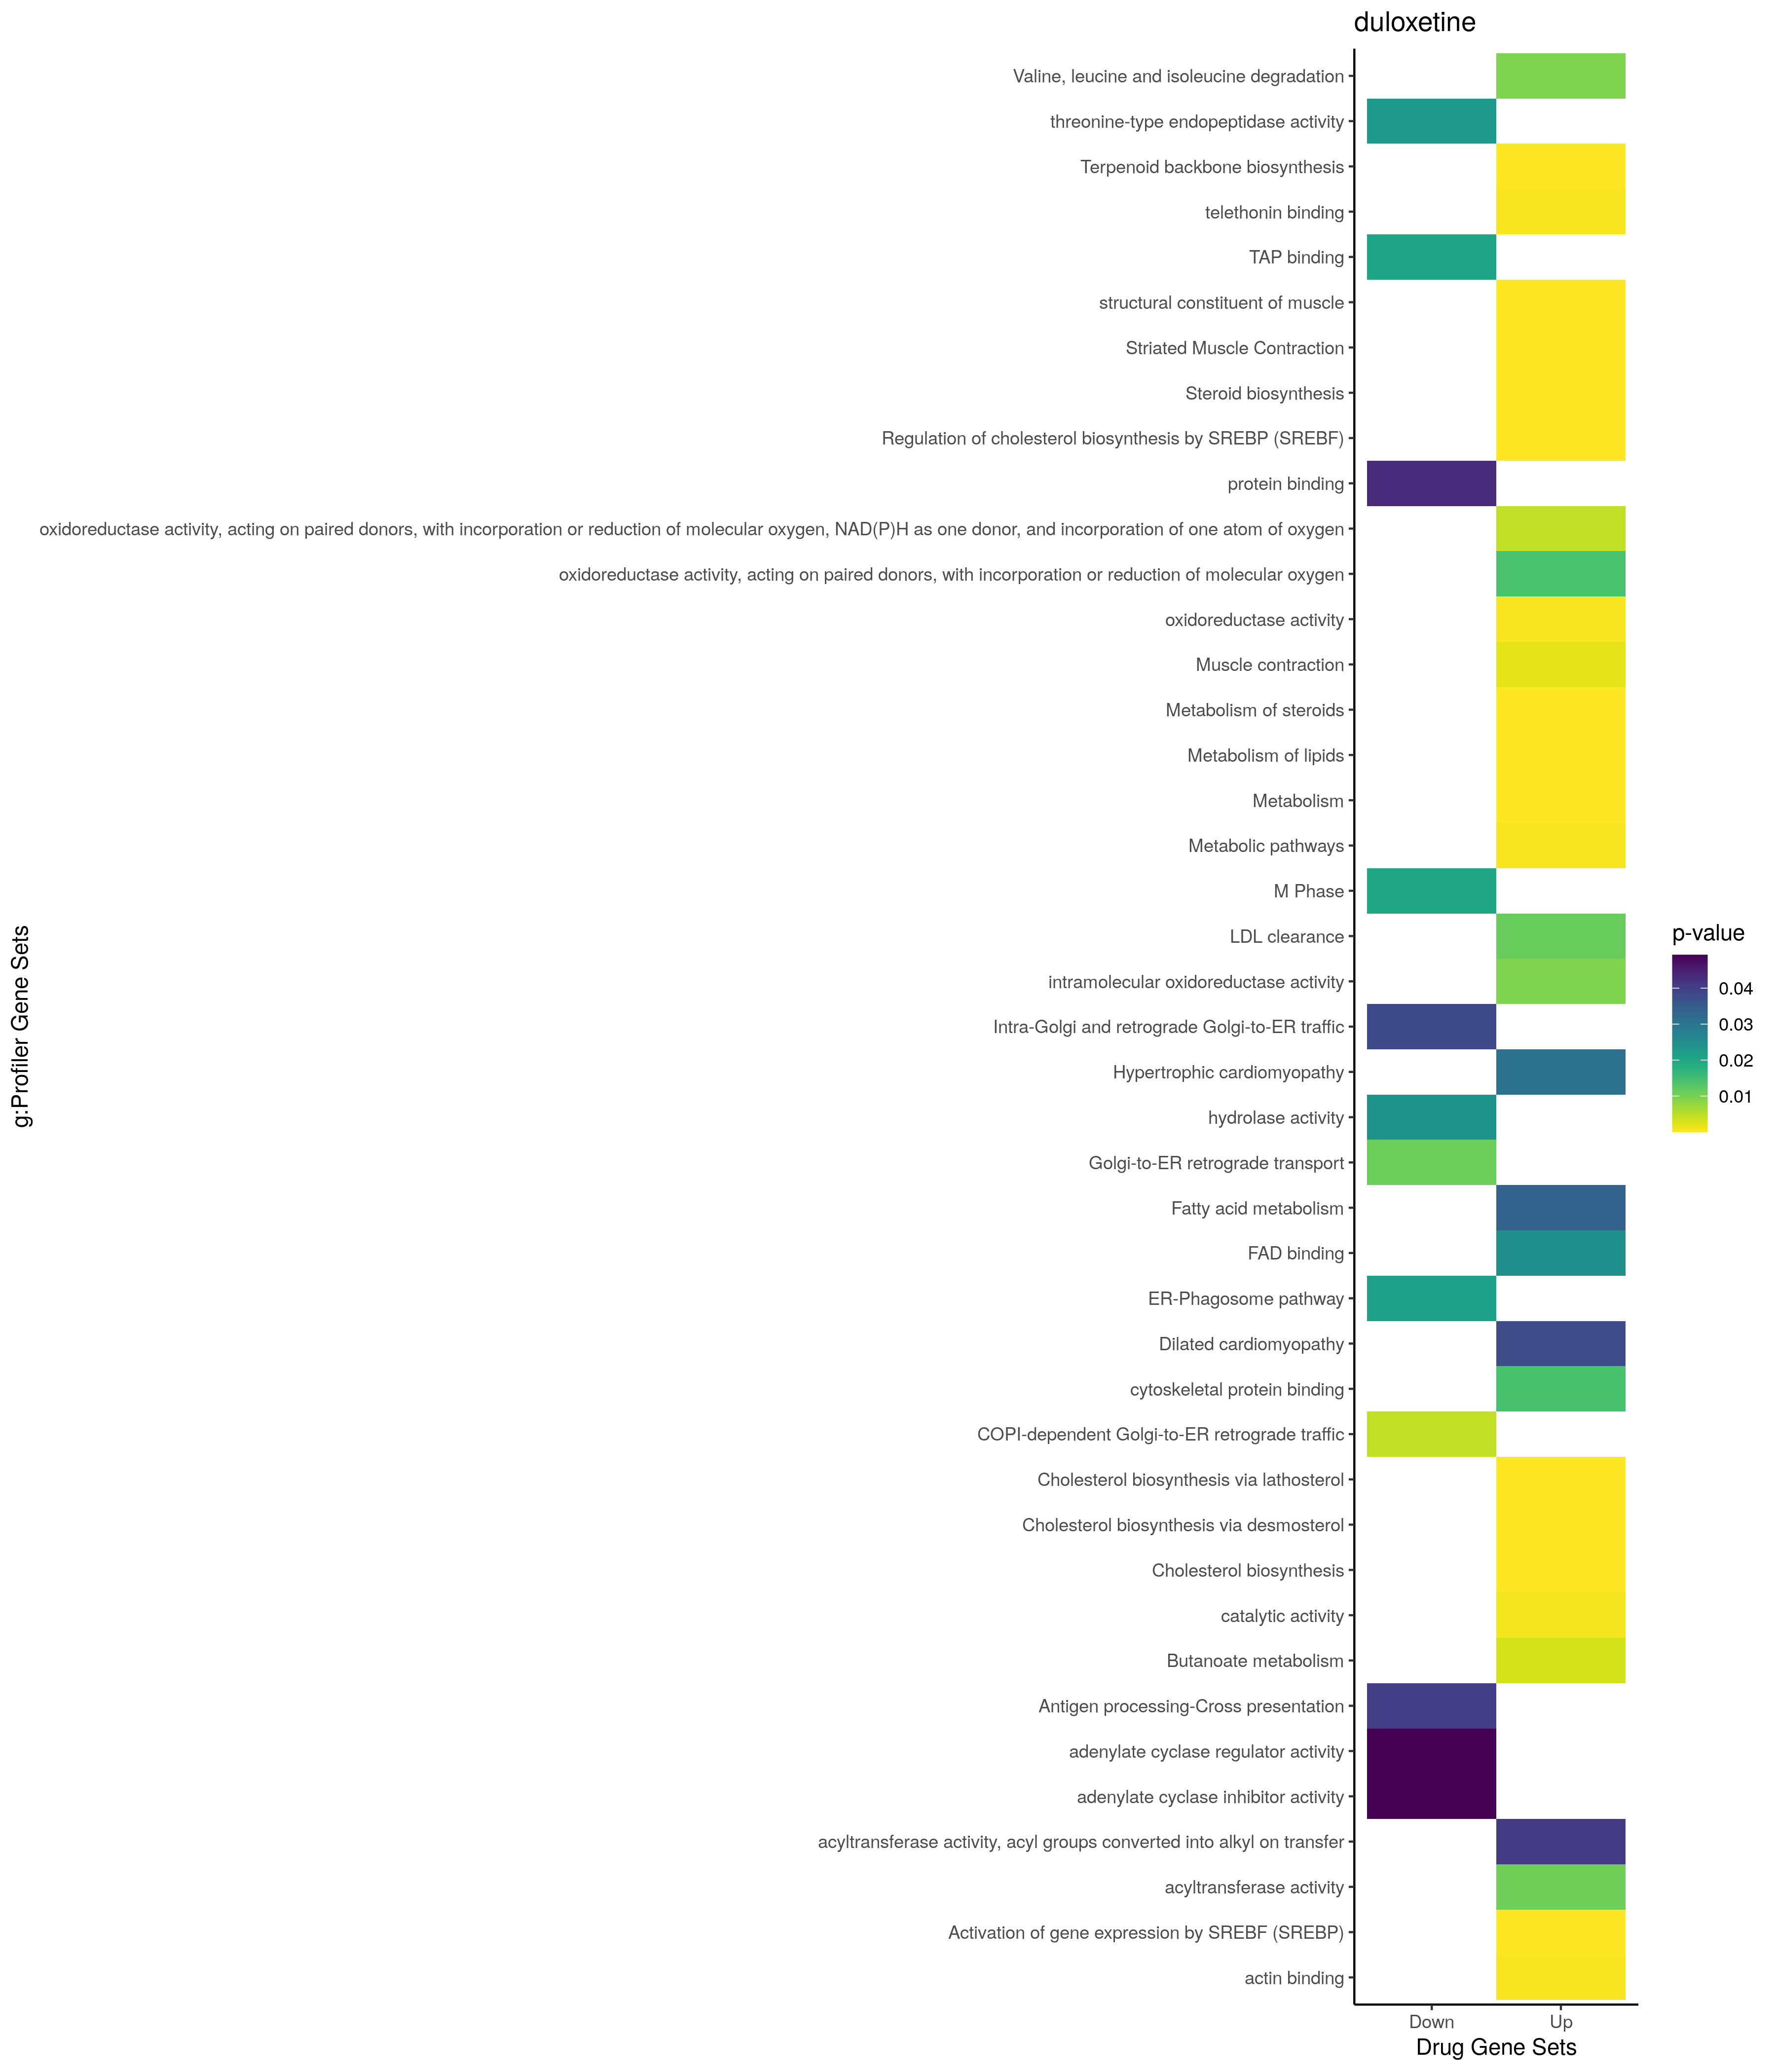 duloxetine
Valine, leucine and isoleucine degradation
threonine-type endopeptidase activity
Terpenoid backbone biosynthesis
telethonin binding
TAP binding
structural constituent of muscle
Striated Muscle Contraction
Steroid biosynthesis
Regulation of cholesterol biosynthesis by SREBP (SREBF)
protein binding
oxidoreductase activity, acting on paired donors, with incorporation or reduction of molecular oxygen, NAD(P)H as one donor, and incorporation of one atom of oxygen
oxidoreductase activity, acting on paired donors, with incorporation or reduction of molecular oxygen
oxidoreductase activity
Muscle contraction
Metabolism of steroids
Metabolism of lipids
Metabolism
Metabolic pathways
M Phase
LDL clearance
intramolecular oxidoreductase activity
Intra-Golgi and retrograde Golgi-to-ER traffic
Hypertrophic cardiomyopathy
hydrolase activity
Golgi-to-ER retrograde transport
Fatty acid metabolism
FAD binding
ER-Phagosome pathway
Dilated cardiomyopathy
cytoskeletal protein binding
COPI-dependent Golgi-to-ER retrograde traffic
Cholesterol biosynthesis via lathosterol
Cholesterol biosynthesis via desmosterol
Cholesterol biosynthesis
catalytic activity
Butanoate metabolism
Antigen processing-Cross presentation
adenylate cyclase regulator activity
adenylate cyclase inhibitor activity
acyltransferase activity, acyl groups converted into alkyl on transfer
acyltransferase activity
Activation of gene expression by SREBF (SREBP)
actin binding
g:Profiler Gene Sets
Down Up
Drug Gene Sets
p-value
0.04
0.03
0.02
0.01